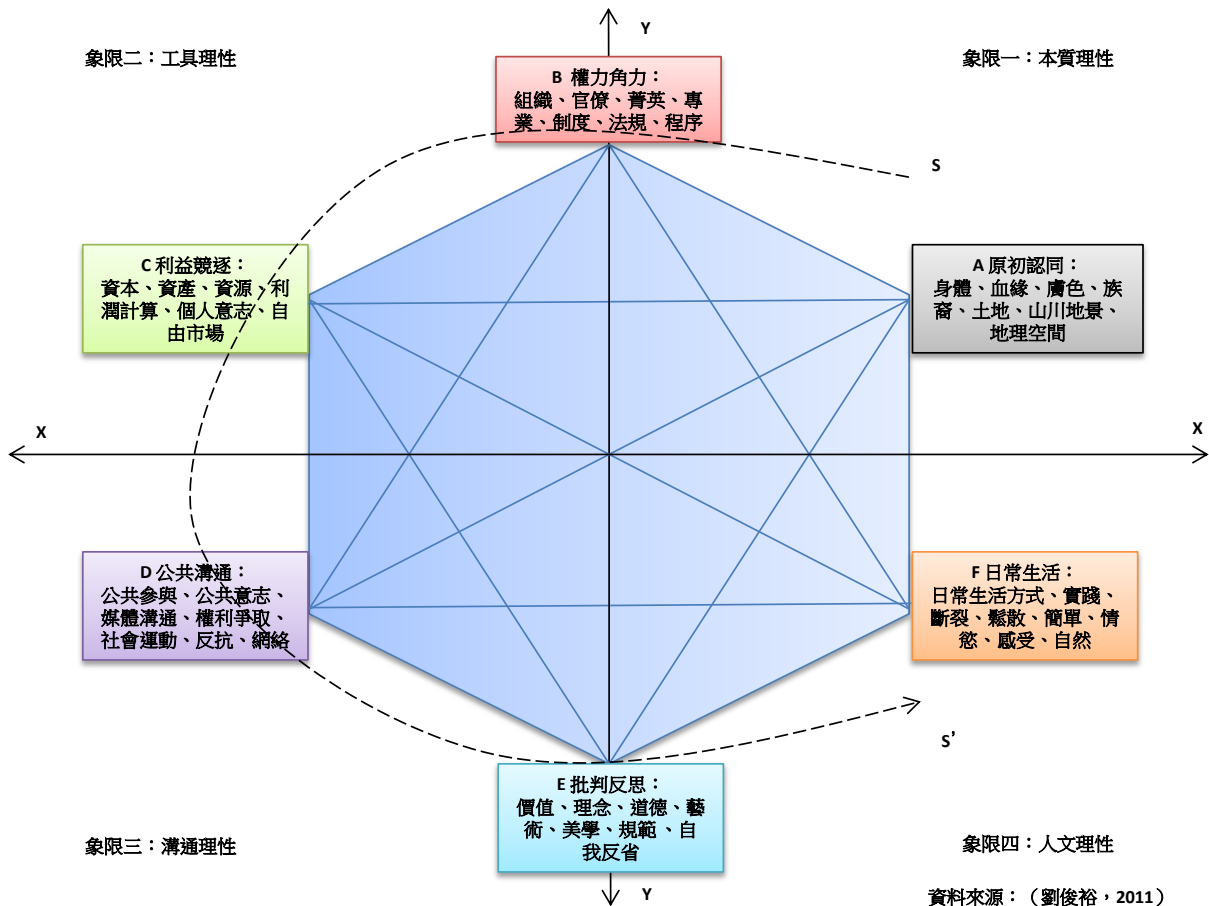 Y
象限二：工具理性
象限一：本質理性
B 權力角力：
組織、官僚、菁英、專
業、制度、法規、程序
S
C 利益競逐：
資本、資產、資源、利
潤計算、個人意志、自
由市場
A 原初認同：
身體、血緣、膚色、族
裔、土地、山川地景、
地理空間
X
X
D 公共溝通：
公共參與、公共意志、
媒體溝通、權利爭取、
社會運動、反抗、網絡
F 日常生活：
日常生活方式、實踐、
斷裂、鬆散、簡單、情
慾、感受、自然
S’
E 批判反思：
價值、理念、道德、藝
術、美學、規範 、自
我反省
象限三：溝通理性
象限四：人文理性
Y
資料來源：（劉俊裕，2011）